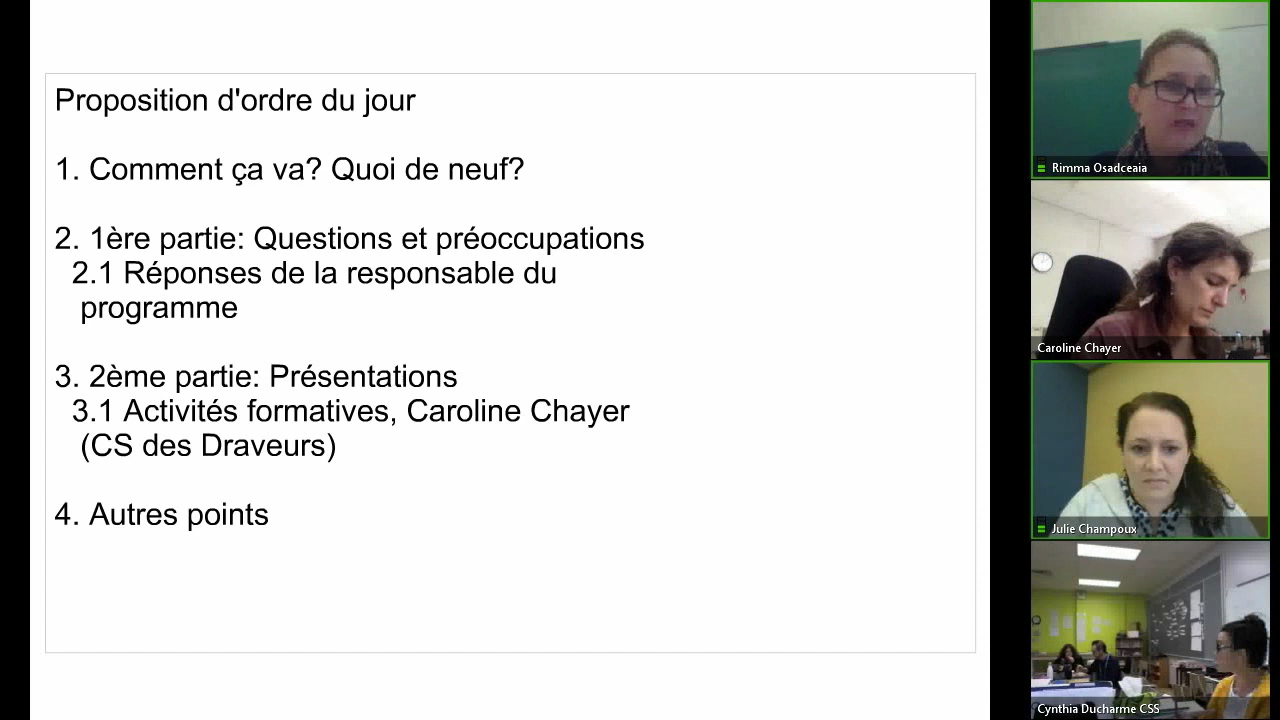 Proposition d'ordre du jour
1. Comment ça va? Quoi de neuf?
2. 1ère partie: Questions et préoccupations
2.1 Réponses de la responsable du
programme
3. 2ème partie: Présentations
3.1 Activités formatives, Caroline Chayer
(CS des Draveurs)
4. Autres points
Rimma Osadceaia
Caroline Chayer
Julie Champoux
Cynthia Ducharme CSS